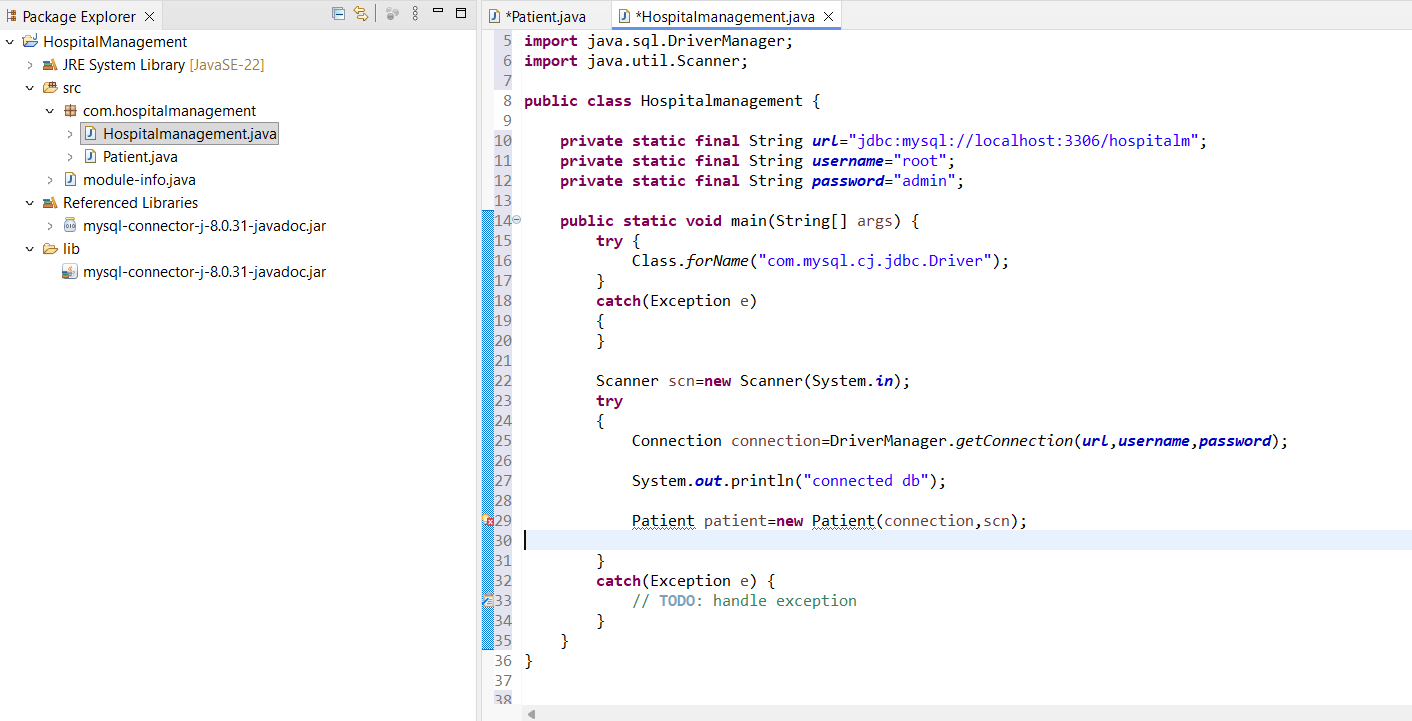 Package Explorer
HospitalManagement
JRE System Library [JavaSE-22]
src
com.hospitalmanagement
Hospitalmanagement.java
Patient.java
module-info.java
Referenced Libraries
mysql-connector-j-8.0.31-javadoc.jar
lib
mysql-connector-j-8.0.31-javadoc.jar
*Patient.java
*Hospitalmanagement.java
5 import java.sql.DriverManager;
6 import java.util.Scanner;
7
8 public class Hospitalmanagement {
9
10 private static final String url="jdbc:mysql://localhost:3306/hospitalm";
11 private static final String username="root";
12 private static final String password="admin";
13
14 public static void main(String[] args) {
15 try {
16 Class.forName("com.mysql.cj.jdbc.Driver");
17 }
18 catch(Exception e)
19 {
20 }
21
22 Scanner scn=new Scanner(System.in);
23 try
24 {
25 Connection connection=DriverManager.getConnection(url,username,password);
26
27 System.out.println("connected db");
28
29 Patient patient=new Patient(connection,scn);
30
31 }
32 catch(Exception e) {
33 // TODO: handle exception
34 }
35 }
36 }
37
38